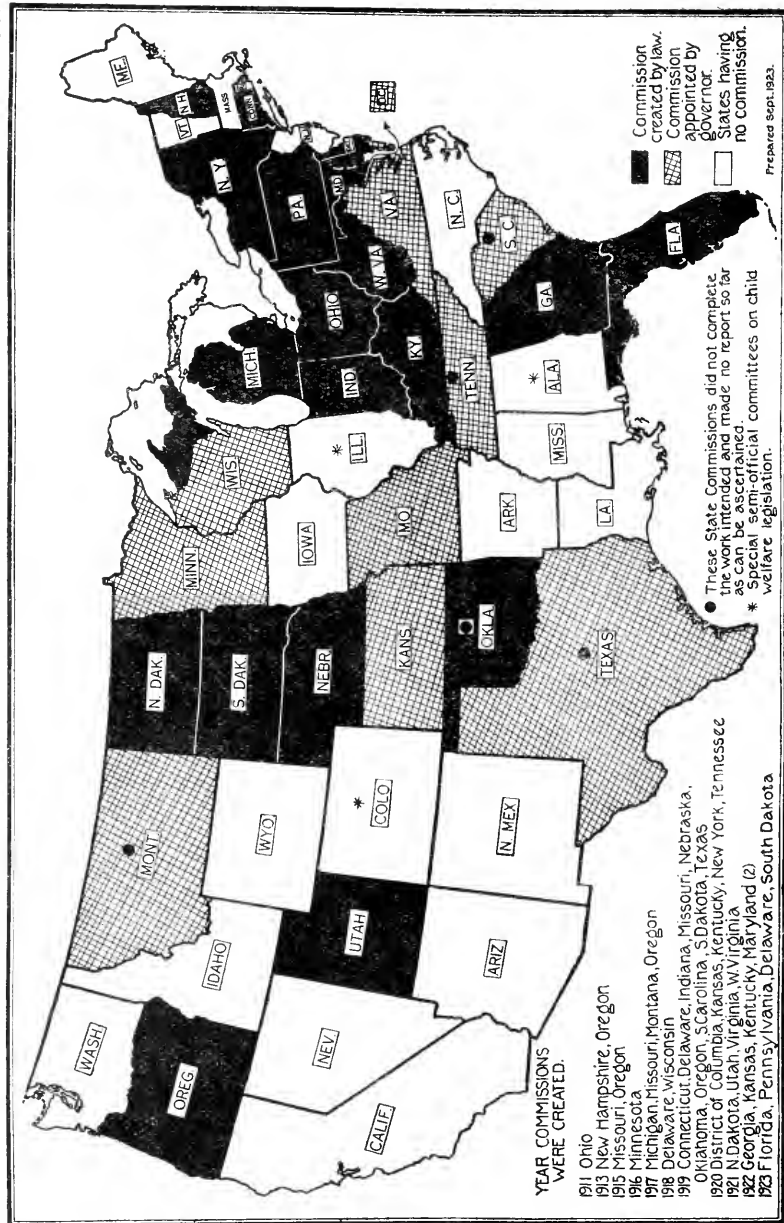 WASH.
OREG.
CALIF.
NEV.
IDAHO
MONT.
WYO.
UTAH
ARIZ
COLO
N. MEX
N. DAK.
S. DAK.
NEBR.
KANS.
OKLA
TEXAS
MINN.
IOWA
MO.
ARK
LA.
WIS.
ILL.
MICH
IND.
OHIO
KY
TENN.
MISS.
ALA
GA
FLA
S. C.
N. C.
VA.
W. VA
MD
PA.
N. Y.
VT
N H
ME.
MASS
CONN
YEAR COMMISSIONS
WERE CREATED.
1911 Ohio
1913 New Hampshire, Oregon
1915 Missouri, Oregon
1916 Minnesota
1917 Michigan, Missouri, Montana, Oregon
1918 Delaware, Wisconsin
1919 Connecticut, Delaware, Indiana, Missouri, Nebraska,
Oklahoma, Oregon, S.Carolina, S.Dakota, Texas
1920 District of Columbia, Kansas, Kentucky, New York, Tennessee
1921 N.Dakota, Utah, Virginia, W.Virginia
1922 Georgia, Kansas, Kentucky, Maryland (2)
1923 Florida, Pennsylvania, Delaware, South Dakota
● These State Commissions did not complete
the work intended and made no report so far
as can be ascertained.
* Special semi-official committees on child
welfare legislation.
Commission
created by law.
Commission
appointed by
governor.
States having
no commission.
Prepared Sept. 1923.